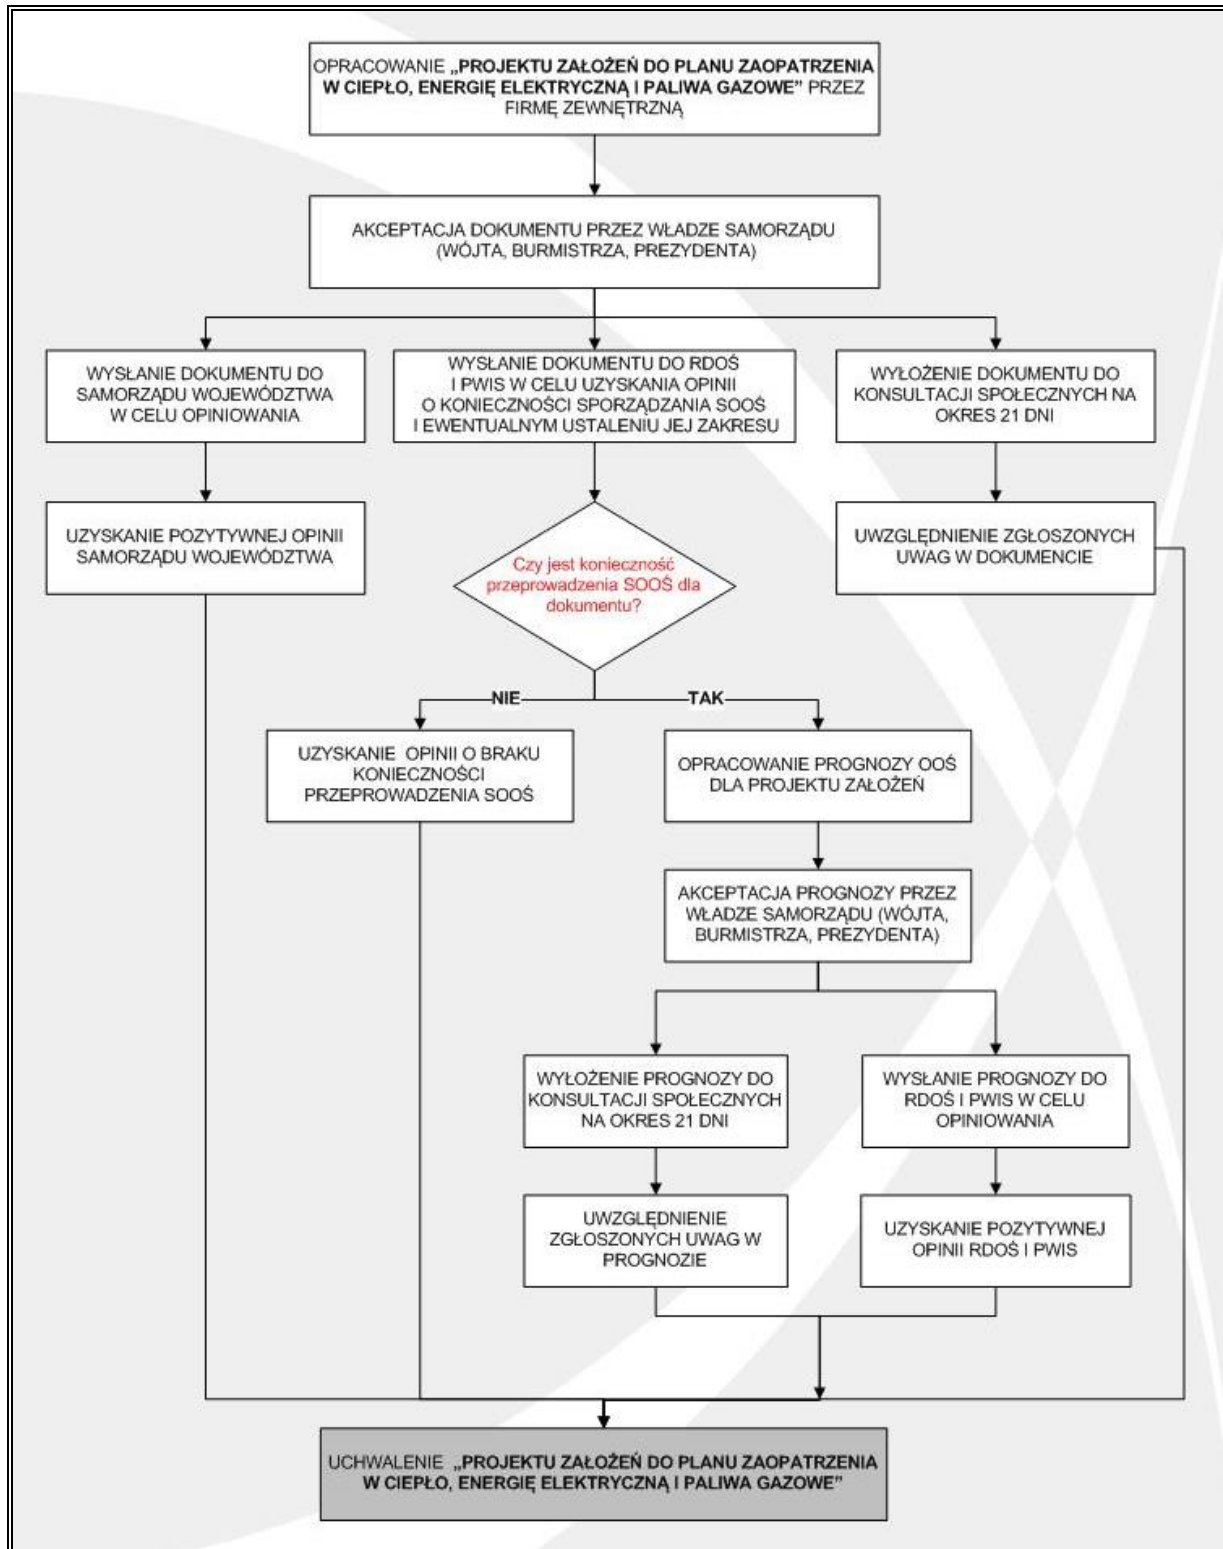 OPRACOWANIE „PROJEKTU ZAŁOŻEŃ DO PLANU ZAOPATRZENIA
W CIEPŁO, ENERGIĘ ELEKTRYCZNĄ I PALIWA GAZOWE” PRZEZ
FIRMĘ ZEWNĘTRZNĄ
AKCEPTACJA DOKUMENTU PRZEZ WŁADZE SAMORZĄDU
(WÓJTA, BURMISTRZA, PREZYDENTA)
WYSŁANIE DOKUMENTU DO
SAMORZĄDU WOJEWÓDZTWA
W CELU OPINIOWANIA
WYSŁANIE DOKUMENTU DO RDOŚ
I PWIS W CELU UZYSKANIA OPINII
O KONIECZNOŚCI SPORZĄDZANIA SOOŚ
I EWENTUALNYM USTALENIU JEJ ZAKRESU
WYŁOŻENIE DOKUMENTU DO
KONSULTACJI SPOŁECZNYCH NA
OKRES 21 DNI
UZYSKANIE POZYTYWNEJ OPINII
SAMORZĄDU WOJEWÓDZTWA
Czy jest konieczność
przeprowadzenia SOOŚ dla
dokumentu?
UWZGLĘDNIENIE ZGŁOSZONYCH
UWAG W DOKUMENCIE
NIE
TAK
UZYSKANIE OPINII O BRAKU
KONIECZNOŚCI
PRZEPROWADZENIA SOOŚ
OPRACOWANIE PROGNOZY OOŚ
DLA PROJEKTU ZAŁOŻEŃ
AKCEPTACJA PROGNOZY PRZEZ
WŁADZE SAMORZĄDU (WÓJTA,
BURMISTRZA, PREZYDENTA)
WYŁOŻENIE PROGNOZY DO
KONSULTACJI SPOŁECZNYCH
NA OKRES 21 DNI
WYSŁANIE PROGNOZY DO
RDOŚ I PWIS W CELU
OPINIOWANIA
UWZGLĘDNIENIE
ZGŁOSZONYCH UWAG W
PROGNOZIE
UZYSKANIE POZYTYWNEJ
OPINII RDOŚ I PWIS
UCHWALENIE „PROJEKTU ZAŁOŻEŃ DO PLANU ZAOPATRZENIA
W CIEPŁO, ENERGIĘ ELEKTRYCZNĄ I PALIWA GAZOWE”